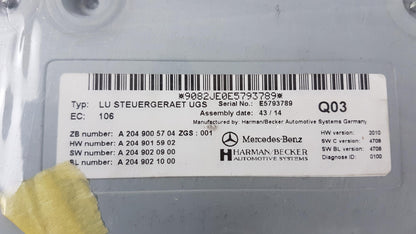 *9082JE0E5793789*
Typ: LU STEUERGERAET UGS Serial No.: E5793789 Q03
EC: 106 Assembly date: 43 / 14
Manufactured by: Harman/Becker Automotive Systems Germany
ZB number: A 204 900 57 04 ZGS : 001 HW version: 2010
HW number: A 204 901 59 02 Mercedes-Benz SW C version: 4708
SW number: A 204 902 09 00 HARMAN/BECKER SW BL version: 4708
BL number: A 204 902 10 00 AUTOMOTIVE SYSTEMS Diagnose ID: 0100